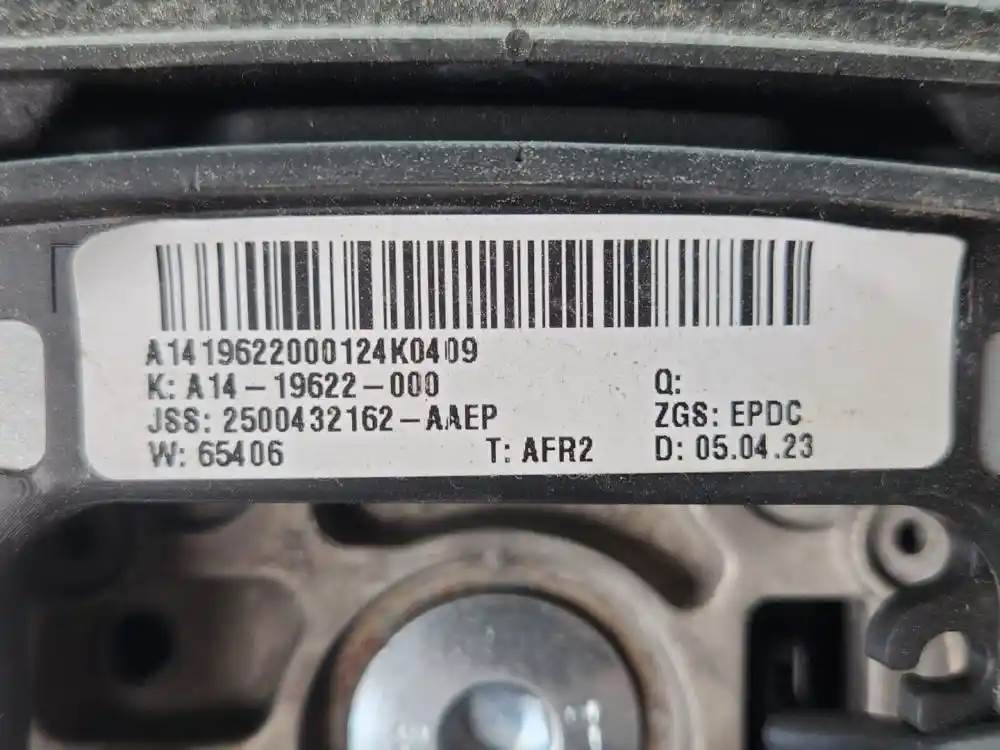 A1419622000124K0409
K: A14-19622-000 Q:
JSS: 2500432162-AAEP ZGS: EPDC
W: 65406 T: AFR2 D: 05.04.23